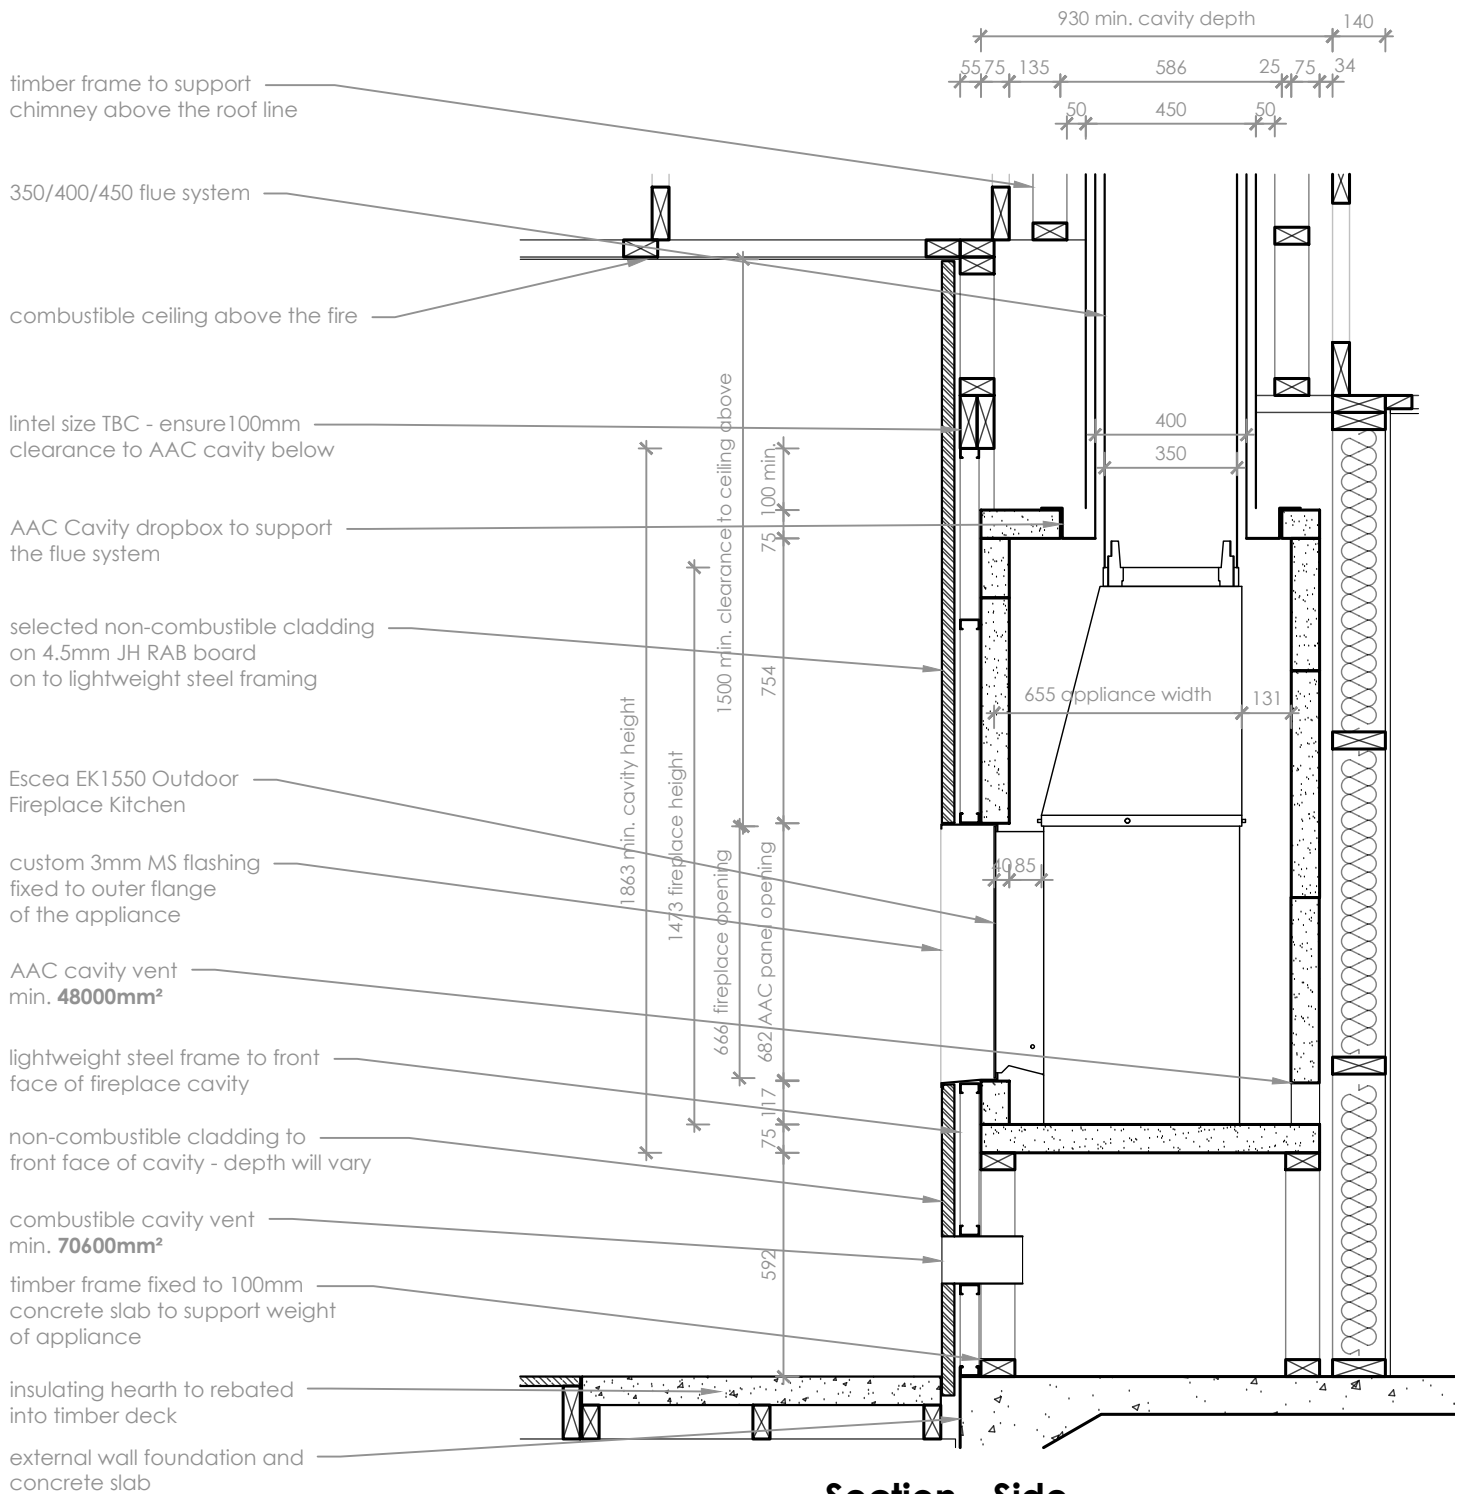 930 min. cavity depth
140
55
75
135
586
25
75
34
50
450
50
timber frame to support
chimney above the roof line
350/400/450 flue system
combustible ceiling above the fire
lintel size TBC - ensure100mm
clearance to AAC cavity below
AAC Cavity dropbox to support
the flue system
selected non-combustible cladding
on 4.5mm JH RAB board
on to lightweight steel framing
Escea EK1550 Outdoor
Fireplace Kitchen
custom 3mm MS flashing
fixed to outer flange
of the appliance
AAC cavity vent
min. 48000mm²
lightweight steel frame to front
face of fireplace cavity
non-combustible cladding to
front face of cavity - depth will vary
combustible cavity vent
min. 70600mm²
timber frame fixed to 100mm
concrete slab to support weight
of appliance
insulating hearth to rebated
into timber deck
external wall foundation and
concrete slab
1863 min. cavity height
1473 fireplace height
1500 min. clearance to ceiling above
666 fireplace opening
100 min.
75
754
682 AAC panel opening
117
75
592
400
350
655 appliance width
131
40
85
Section - Side